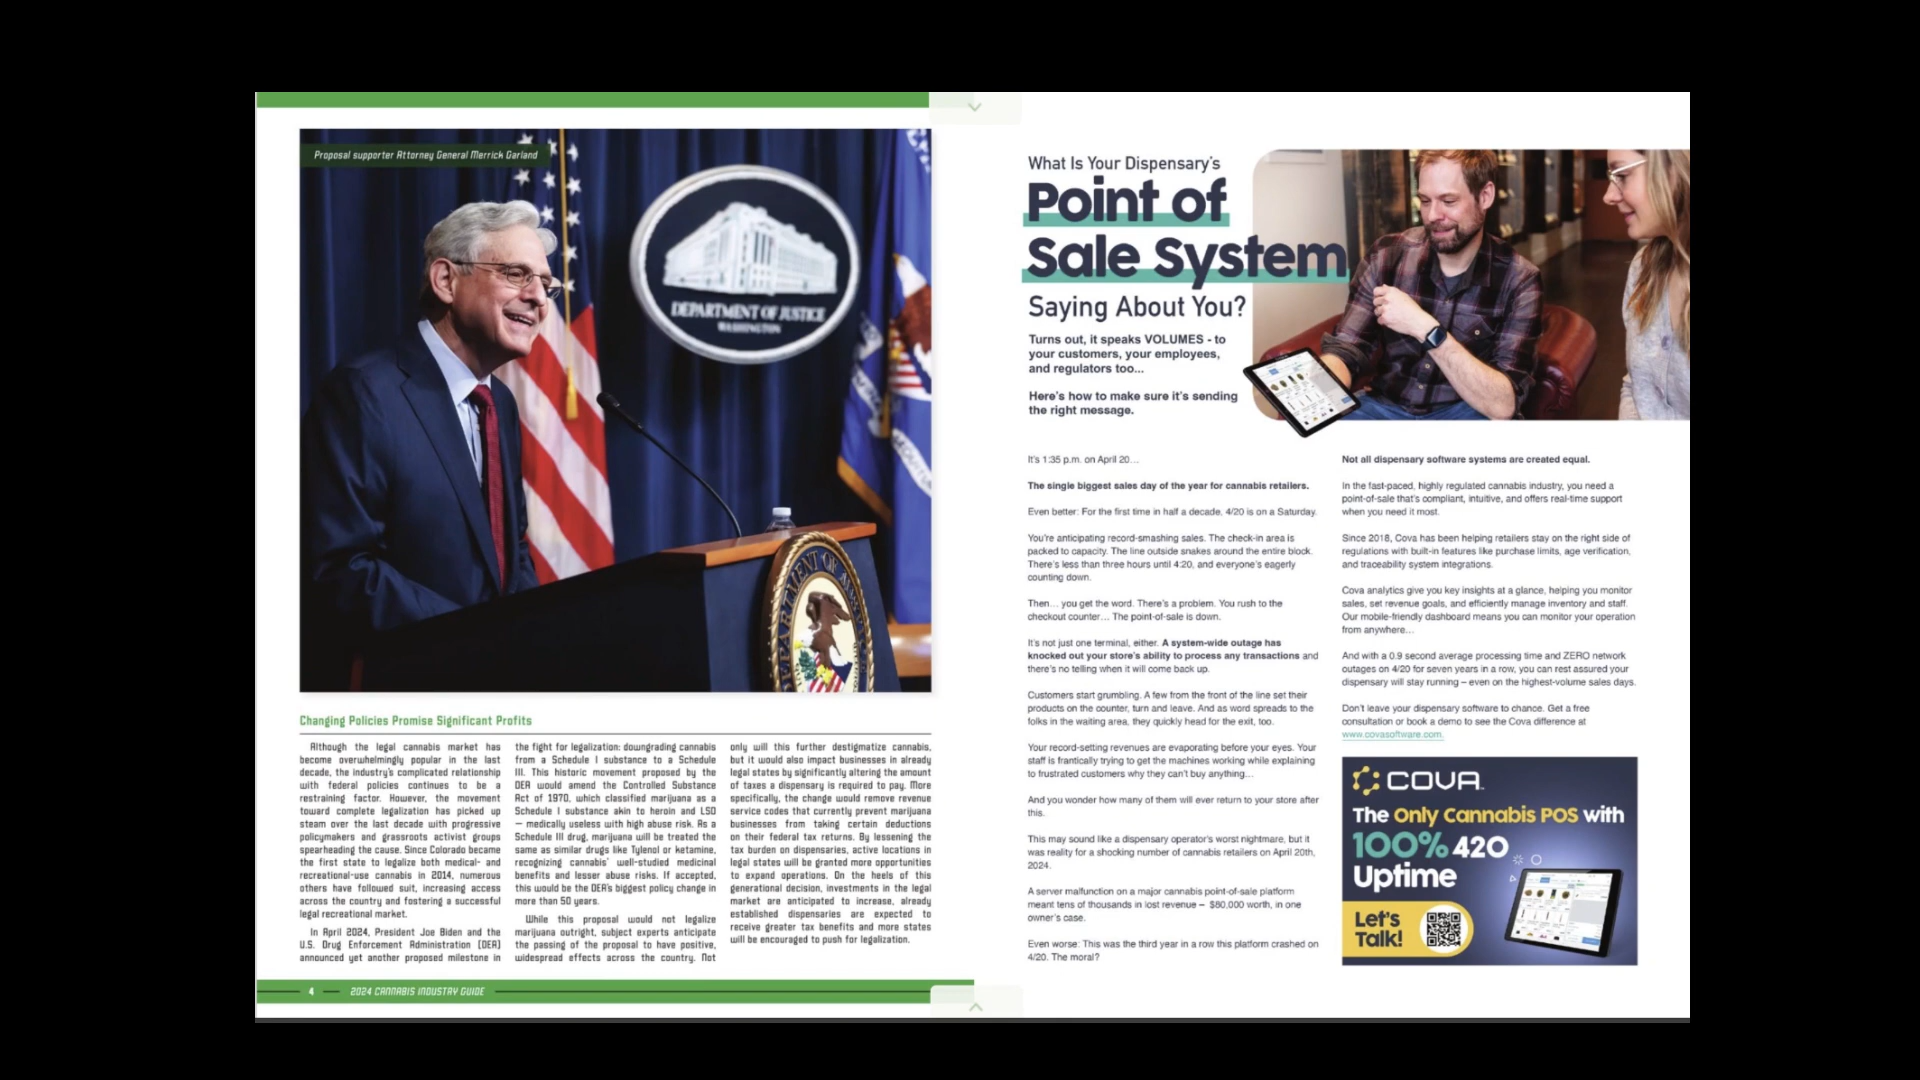 Proposal supporter Attorney General Merrick Garland
DEPARTMENT OF JUSTICE
WASHINGTON
Changing Policies Promise Significant Profits
Although the legal cannabis market has
become overwhelmingly popular in the last
decade, the industry's complicated relationship
with federal policies continues to be a
restraining factor. However, the movement
toward complete legalization has picked up
steam over the last decade with progressive
policymakers and grassroots activist groups
spearheading the cause. Since Colorado became
the first state to legalize both medical- and
recreational-use cannabis in 2014, numerous
others have followed suit, increasing access
across the country and fostering a successful
legal recreational market.
In April 2024, President Joe Biden and the
U.S. Drug Enforcement Administration (DEA)
announced yet another proposed milestone in
the fight for legalization: downgrading cannabis
from a Schedule I substance to a Schedule
III. This historic movement proposed by the
DEA would amend the Controlled Substance
Act of 1970, which classified marijuana as a
Schedule I substance akin to heroin and LSD
— medically useless with high abuse risk. As a
Schedule III drug, marijuana will be treated the
same as similar drugs like Tylenol or ketamine,
recognizing cannabis' well-studied medicinal
benefits and lesser abuse risks. If accepted,
this would be the DEA's biggest policy change in
more than 50 years.
While this proposal would not legalize
marijuana outright, subject experts anticipate
the passing of the proposal to have positive,
widespread effects across the country. Not
only will this further destigmatize cannabis,
but it would also impact businesses in already
legal states by significantly altering the amount
of taxes a dispensary is required to pay. More
specifically, the change would remove revenue
service codes that currently prevent marijuana
businesses from taking certain deductions
on their federal tax returns. By lessening the
tax burden on dispensaries, active locations in
legal states will be granted more opportunities
to expand operations. On the heels of this
generational decision, investments in the legal
market are anticipated to increase, already
established dispensaries are expected to
receive greater tax benefits and more states
will be encouraged to push for legalization.
4
2024 CANNABIS INDUSTRY GUIDE
What Is Your Dispensary's
Point of
Sale System
Saying About You?
Turns out, it speaks VOLUMES - to
your customers, your employees,
and regulators too...
Here's how to make sure it's sending
the right message.
It's 1:35 p.m. on April 20…
The single biggest sales day of the year for cannabis retailers.
Even better: For the first time in half a decade, 4/20 is on a Saturday.
You're anticipating record-smashing sales. The check-in area is
packed to capacity. The line outside snakes around the entire block.
There's less than three hours until 4:20, and everyone's eagerly
counting down.
Then… you get the word. There's a problem. You rush to the
checkout counter… The point-of-sale is down.
It's not just one terminal, either. A system-wide outage has
knocked out your store's ability to process any transactions and
there's no telling when it will come back up.
Customers start grumbling. A few from the front of the line set their
products on the counter, turn and leave. And as word spreads to the
folks in the waiting area, they quickly head for the exit, too.
Your record-setting revenues are evaporating before your eyes. Your
staff is frantically trying to get the machines working while explaining
to frustrated customers why they can't buy anything…
And you wonder how many of them will ever return to your store after
this.
This may sound like a dispensary operator's worst nightmare, but it
was reality for a shocking number of cannabis retailers on April 20th,
2024.
A server malfunction on a major cannabis point-of-sale platform
meant tens of thousands in lost revenue – $80,000 worth, in one
owner's case.
Even worse: This was the third year in a row this platform crashed on
4/20. The moral?
Not all dispensary software systems are created equal.
In the fast-paced, highly regulated cannabis industry, you need a
point-of-sale that's compliant, intuitive, and offers real-time support
when you need it most.
Since 2018, Cova has been helping retailers stay on the right side of
regulations with built-in features like purchase limits, age verification,
and traceability system integrations.
Cova analytics give you key insights at a glance, helping you monitor
sales, set revenue goals, and efficiently manage inventory and staff.
Our mobile-friendly dashboard means you can monitor your operation
from anywhere…
And with a 0.9 second average processing time and ZERO network
outages on 4/20 for seven years in a row, you can rest assured your
dispensary will stay running – even on the highest-volume sales days.
Don't leave your dispensary software to chance. Get a free
consultation or book a demo to see the Cova difference at
www.covasoftware.com.
COVA
The Only Cannabis POS with
100% 420
Uptime
Let's
Talk!